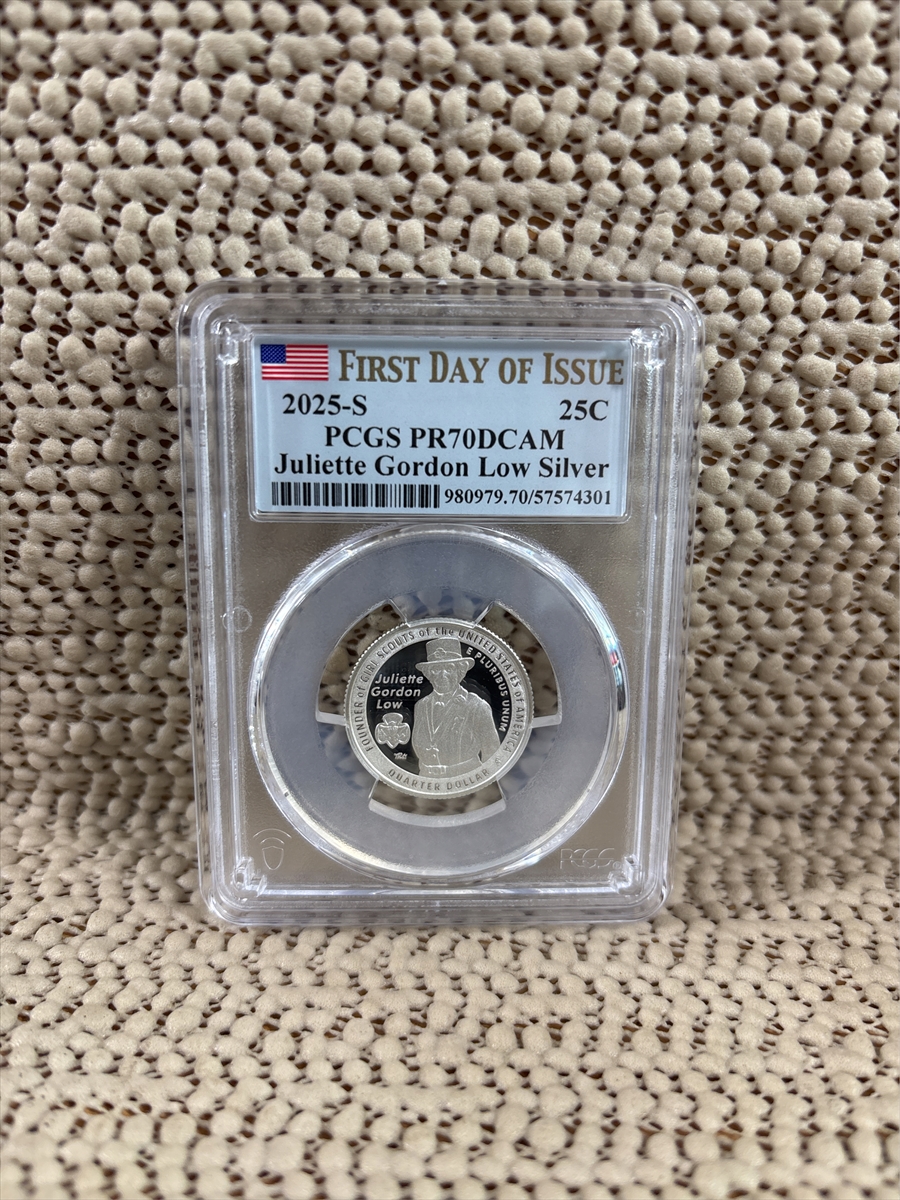 FIRST DAY OF ISSUE
2025-S 25C
PCGS PR70DCAM
Juliette Gordon Low Silver
980979.70/57574301
FOUNDER of GIRL SCOUTS of the UNITED STATES OF AMERICA
E PLURIBUS UNUM
Juliette
Gordon
Low
QUARTER DOLLAR
PCGS